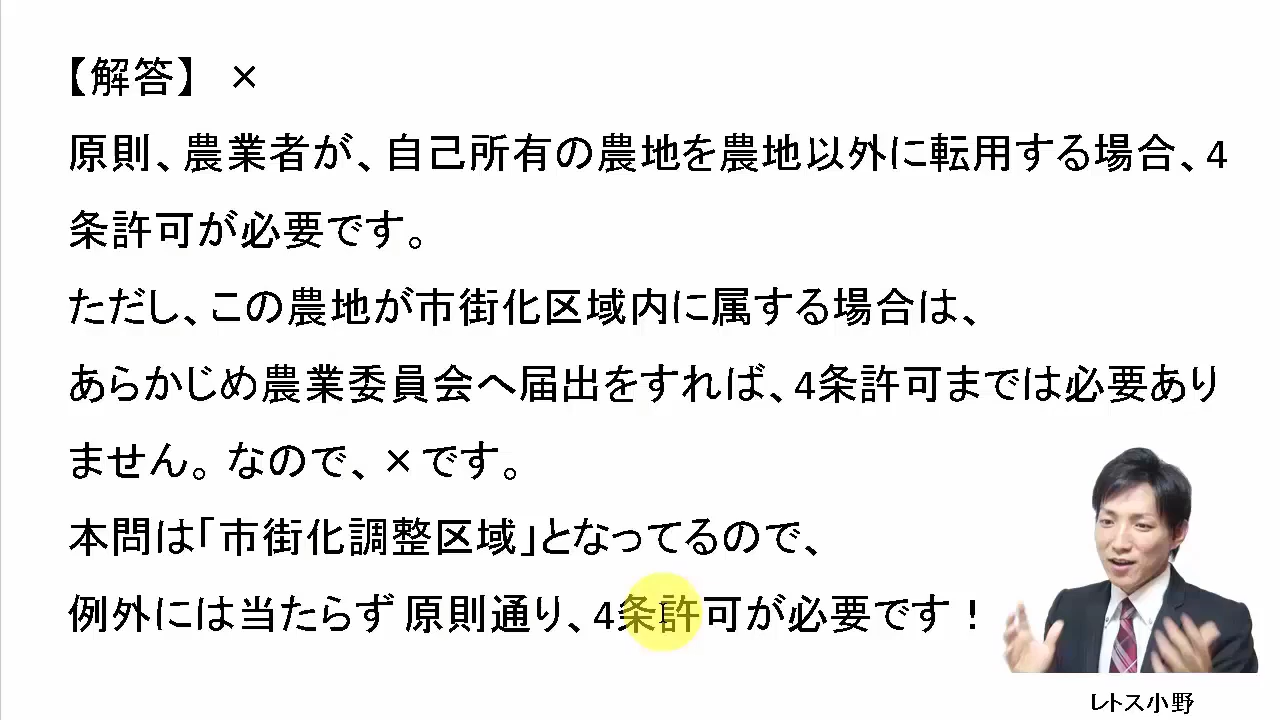 【解答】 ×
原則、農業者が、自己所有の農地を農地以外に転用する場合、4
条許可が必要です。
ただし、この農地が市街化区域内に属する場合は、
あらかじめ農業委員会へ届出をすれば、4条許可までは必要あり
ません。なので、×です。
本問は「市街化調整区域」となってるので、
例外には当たらず 原則通り、4条許可が必要です！
レトス小野